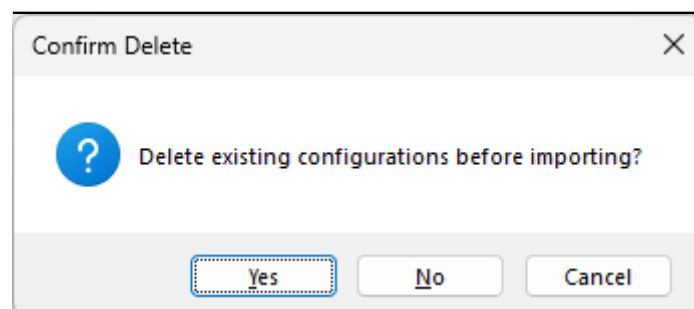 Confirm Delete
Delete existing configurations before importing?
Yes No Cancel